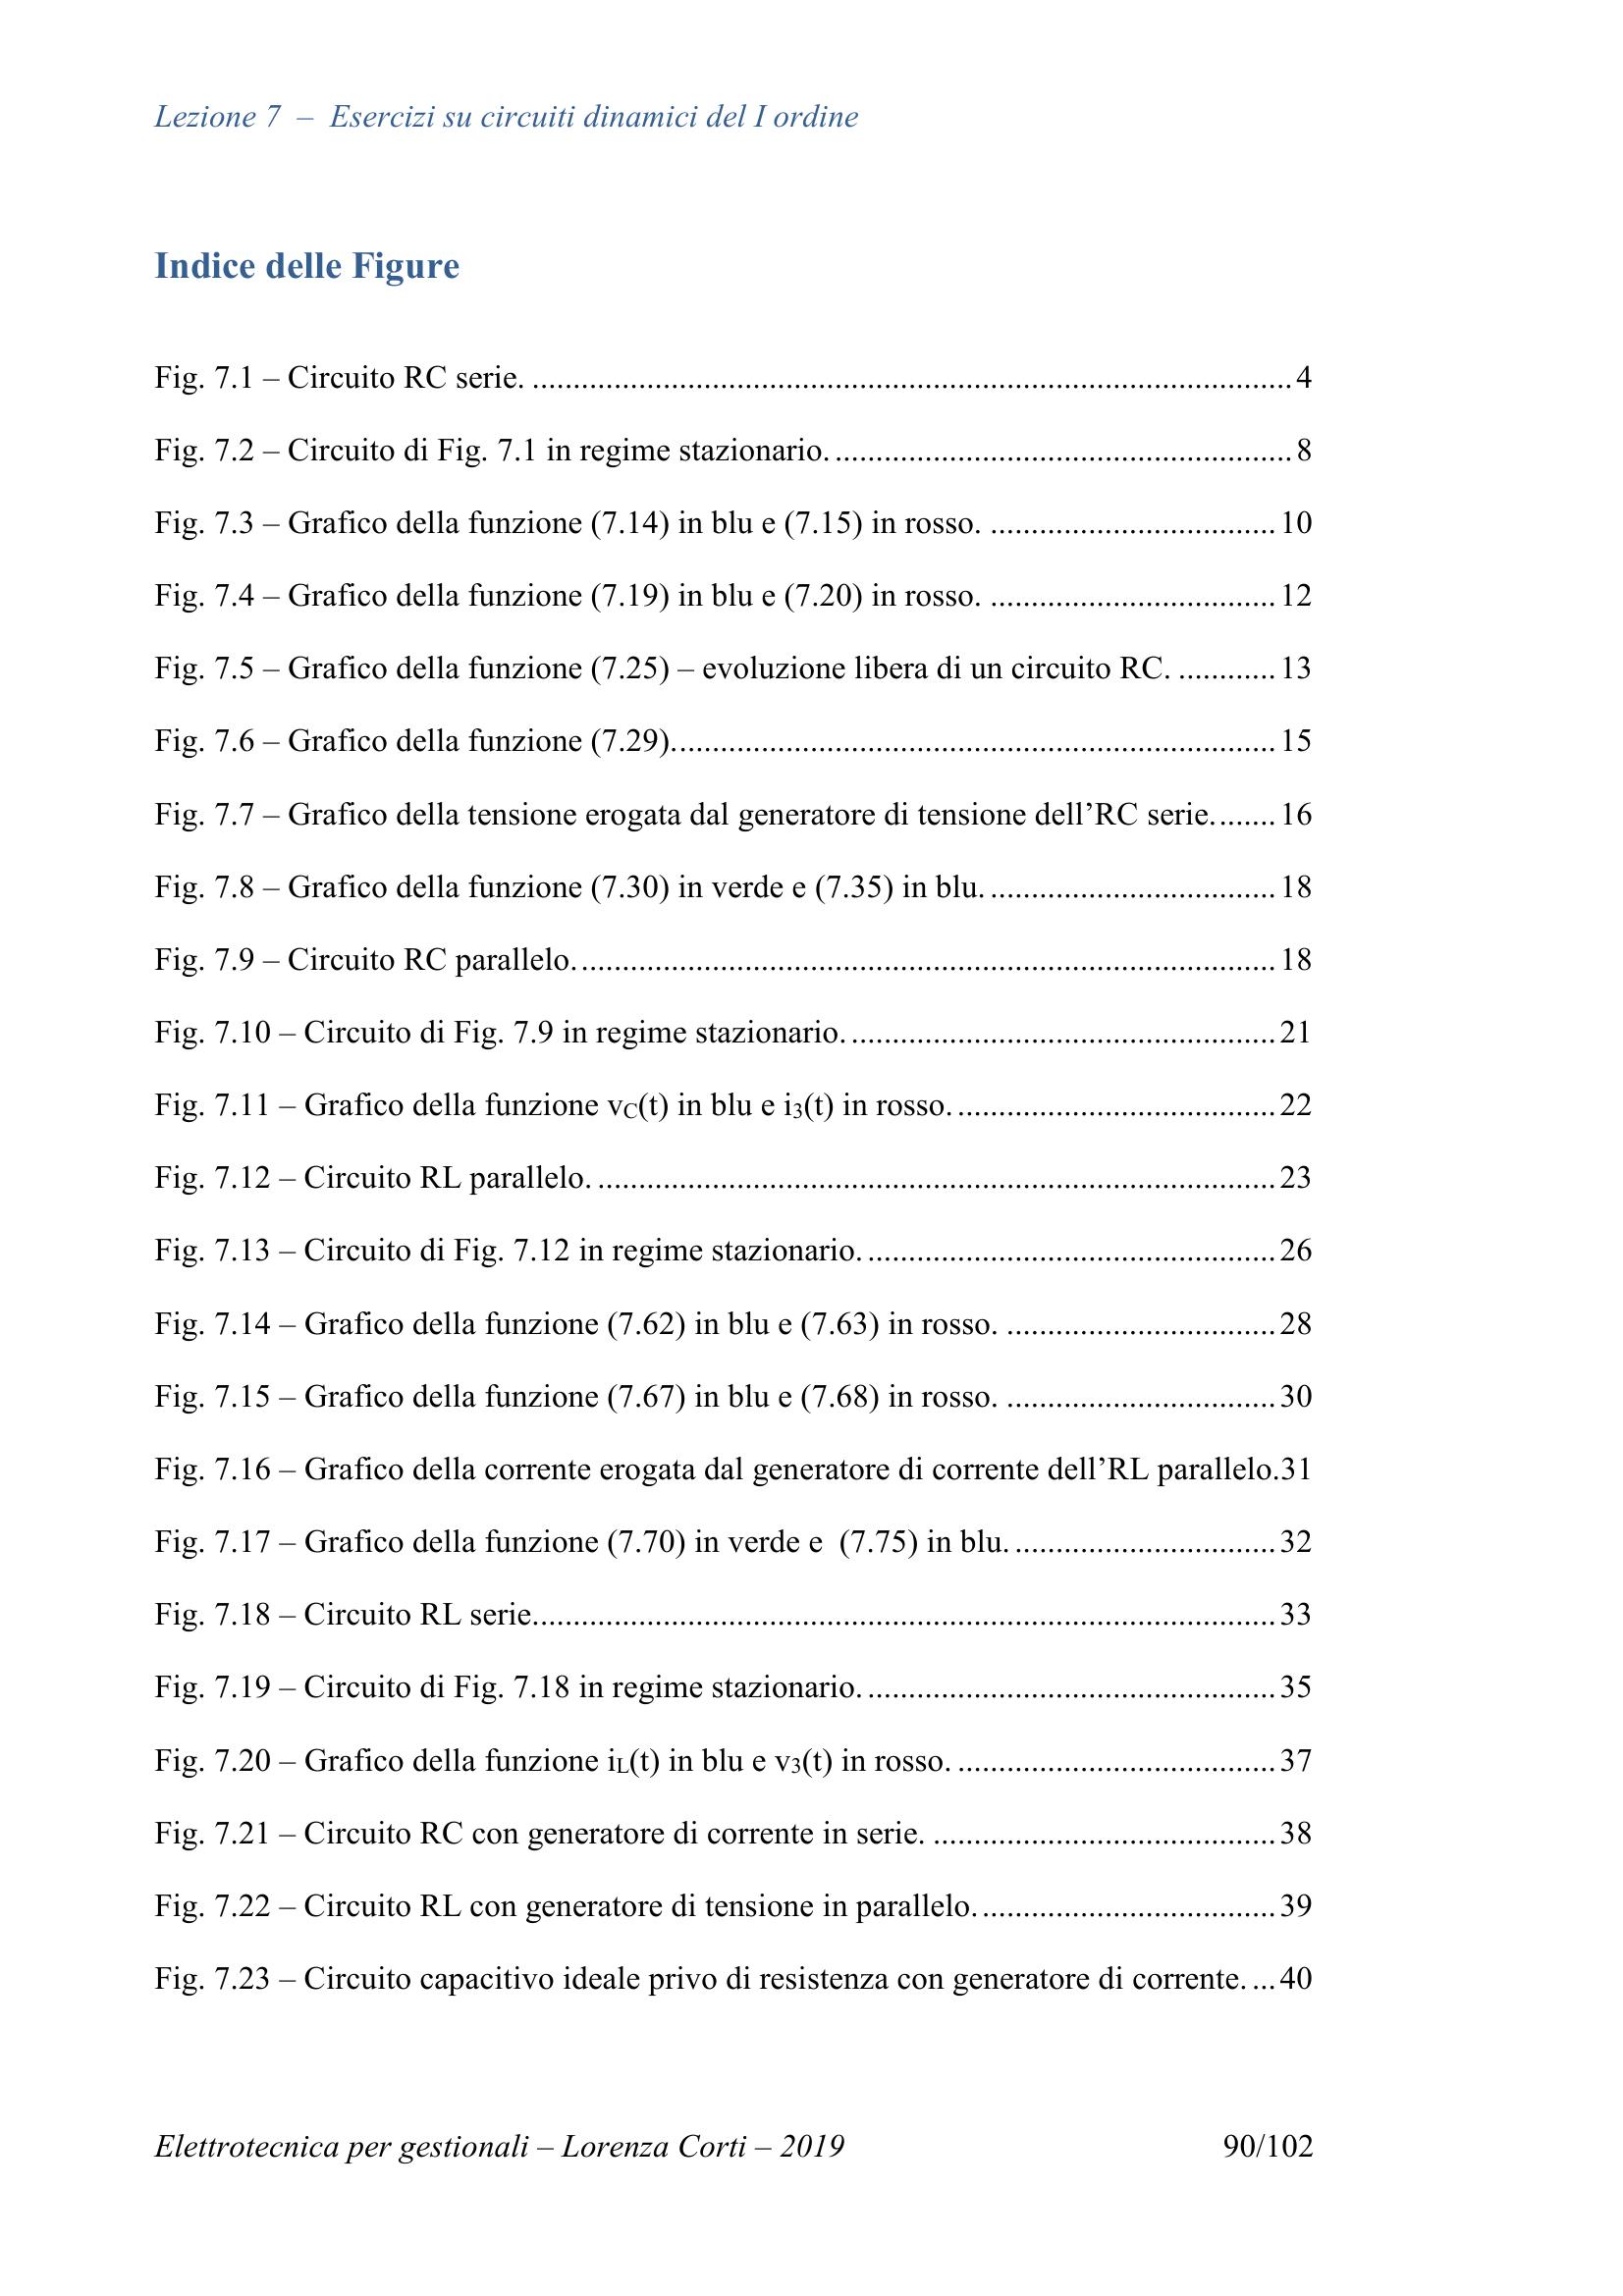 Lezione 7 – Esercizi su circuiti dinamici del I ordine
Indice delle Figure
Fig. 7.1 – Circuito RC serie. ............................................................................................. 4
Fig. 7.2 – Circuito di Fig. 7.1 in regime stazionario. ........................................................ 8
Fig. 7.3 – Grafico della funzione (7.14) in blu e (7.15) in rosso. ................................... 10
Fig. 7.4 – Grafico della funzione (7.19) in blu e (7.20) in rosso. ................................... 12
Fig. 7.5 – Grafico della funzione (7.25) – evoluzione libera di un circuito RC. ............ 13
Fig. 7.6 – Grafico della funzione (7.29). ......................................................................... 15
Fig. 7.7 – Grafico della tensione erogata dal generatore di tensione dell’RC serie. ....... 16
Fig. 7.8 – Grafico della funzione (7.30) in verde e (7.35) in blu. ................................... 18
Fig. 7.9 – Circuito RC parallelo. ..................................................................................... 18
Fig. 7.10 – Circuito di Fig. 7.9 in regime stazionario. .................................................... 21
Fig. 7.11 – Grafico della funzione vC(t) in blu e i3(t) in rosso. ....................................... 22
Fig. 7.12 – Circuito RL parallelo. ................................................................................... 23
Fig. 7.13 – Circuito di Fig. 7.12 in regime stazionario. .................................................. 26
Fig. 7.14 – Grafico della funzione (7.62) in blu e (7.63) in rosso. ................................. 28
Fig. 7.15 – Grafico della funzione (7.67) in blu e (7.68) in rosso. ................................. 30
Fig. 7.16 – Grafico della corrente erogata dal generatore di corrente dell’RL parallelo.31
Fig. 7.17 – Grafico della funzione (7.70) in verde e  (7.75) in blu. ................................ 32
Fig. 7.18 – Circuito RL serie........................................................................................... 33
Fig. 7.19 – Circuito di Fig. 7.18 in regime stazionario. .................................................. 35
Fig. 7.20 – Grafico della funzione iL(t) in blu e v3(t) in rosso. ....................................... 37
Fig. 7.21 – Circuito RC con generatore di corrente in serie. .......................................... 38
Fig. 7.22 – Circuito RL con generatore di tensione in parallelo. .................................... 39
Fig. 7.23 – Circuito capacitivo ideale privo di resistenza con generatore di corrente. ... 40
Elettrotecnica per gestionali – Lorenza Corti – 2019 90/102